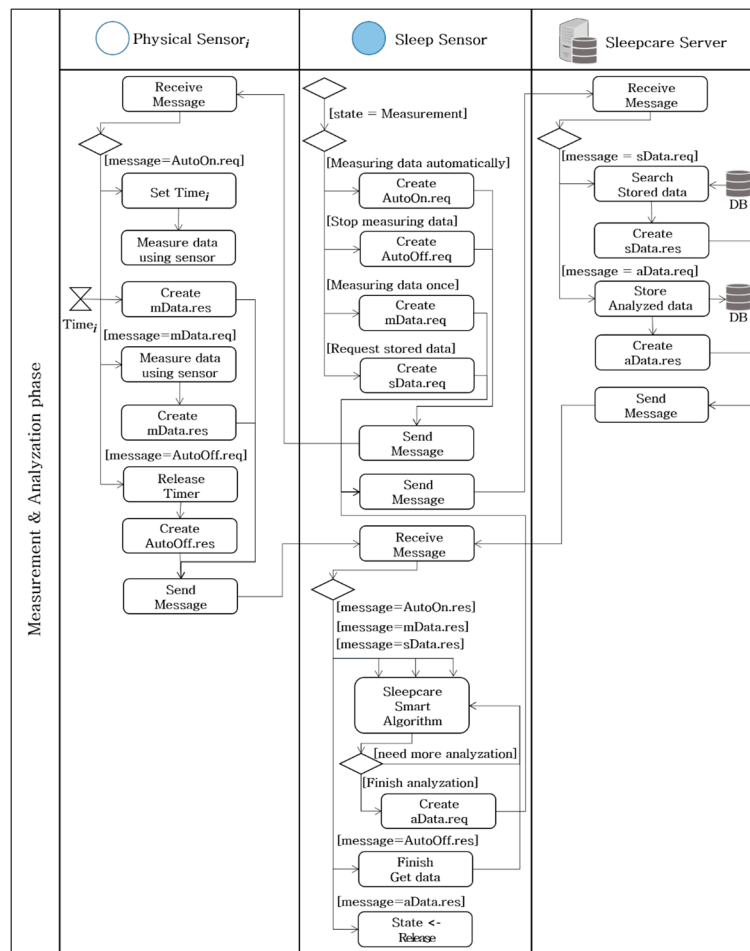 Measurement & Analyzation phase
Physical Sensor_i
Receive
Message
[message=AutoOn.req]
Set Time_i
Measure data
using sensor
Create
mData.res
Time_i
[message=mData.req]
Measure data
using sensor
Create
mData.res
[message=AutoOff.req]
Release
Timer
Create
AutoOff.res
Send
Message
Sleep Sensor
[state = Measurement]
[Measuring data automatically]
Create
AutoOn.req
[Stop measuring data]
Create
AutoOff.req
[Measuring data once]
Create
mData.req
[Request stored data]
Create
sData.req
Send
Message
Send
Message
Receive
Message
[message=AutoOn.res]
[message=mData.res]
[message=sData.res]
Sleepcare
Smart
Algorithm
[need more analyzation]
[Finish analyzation]
Create
aData.req
[message=AutoOff.res]
Finish
Get data
[message=aData.res]
State <-
Release
Sleepcare Server
Receive
Message
[message = sData.req]
Search
Stored data
DB
Create
sData.res
[message = aData.req]
Store
Analyzed data
DB
Create
aData.res
Send
Message